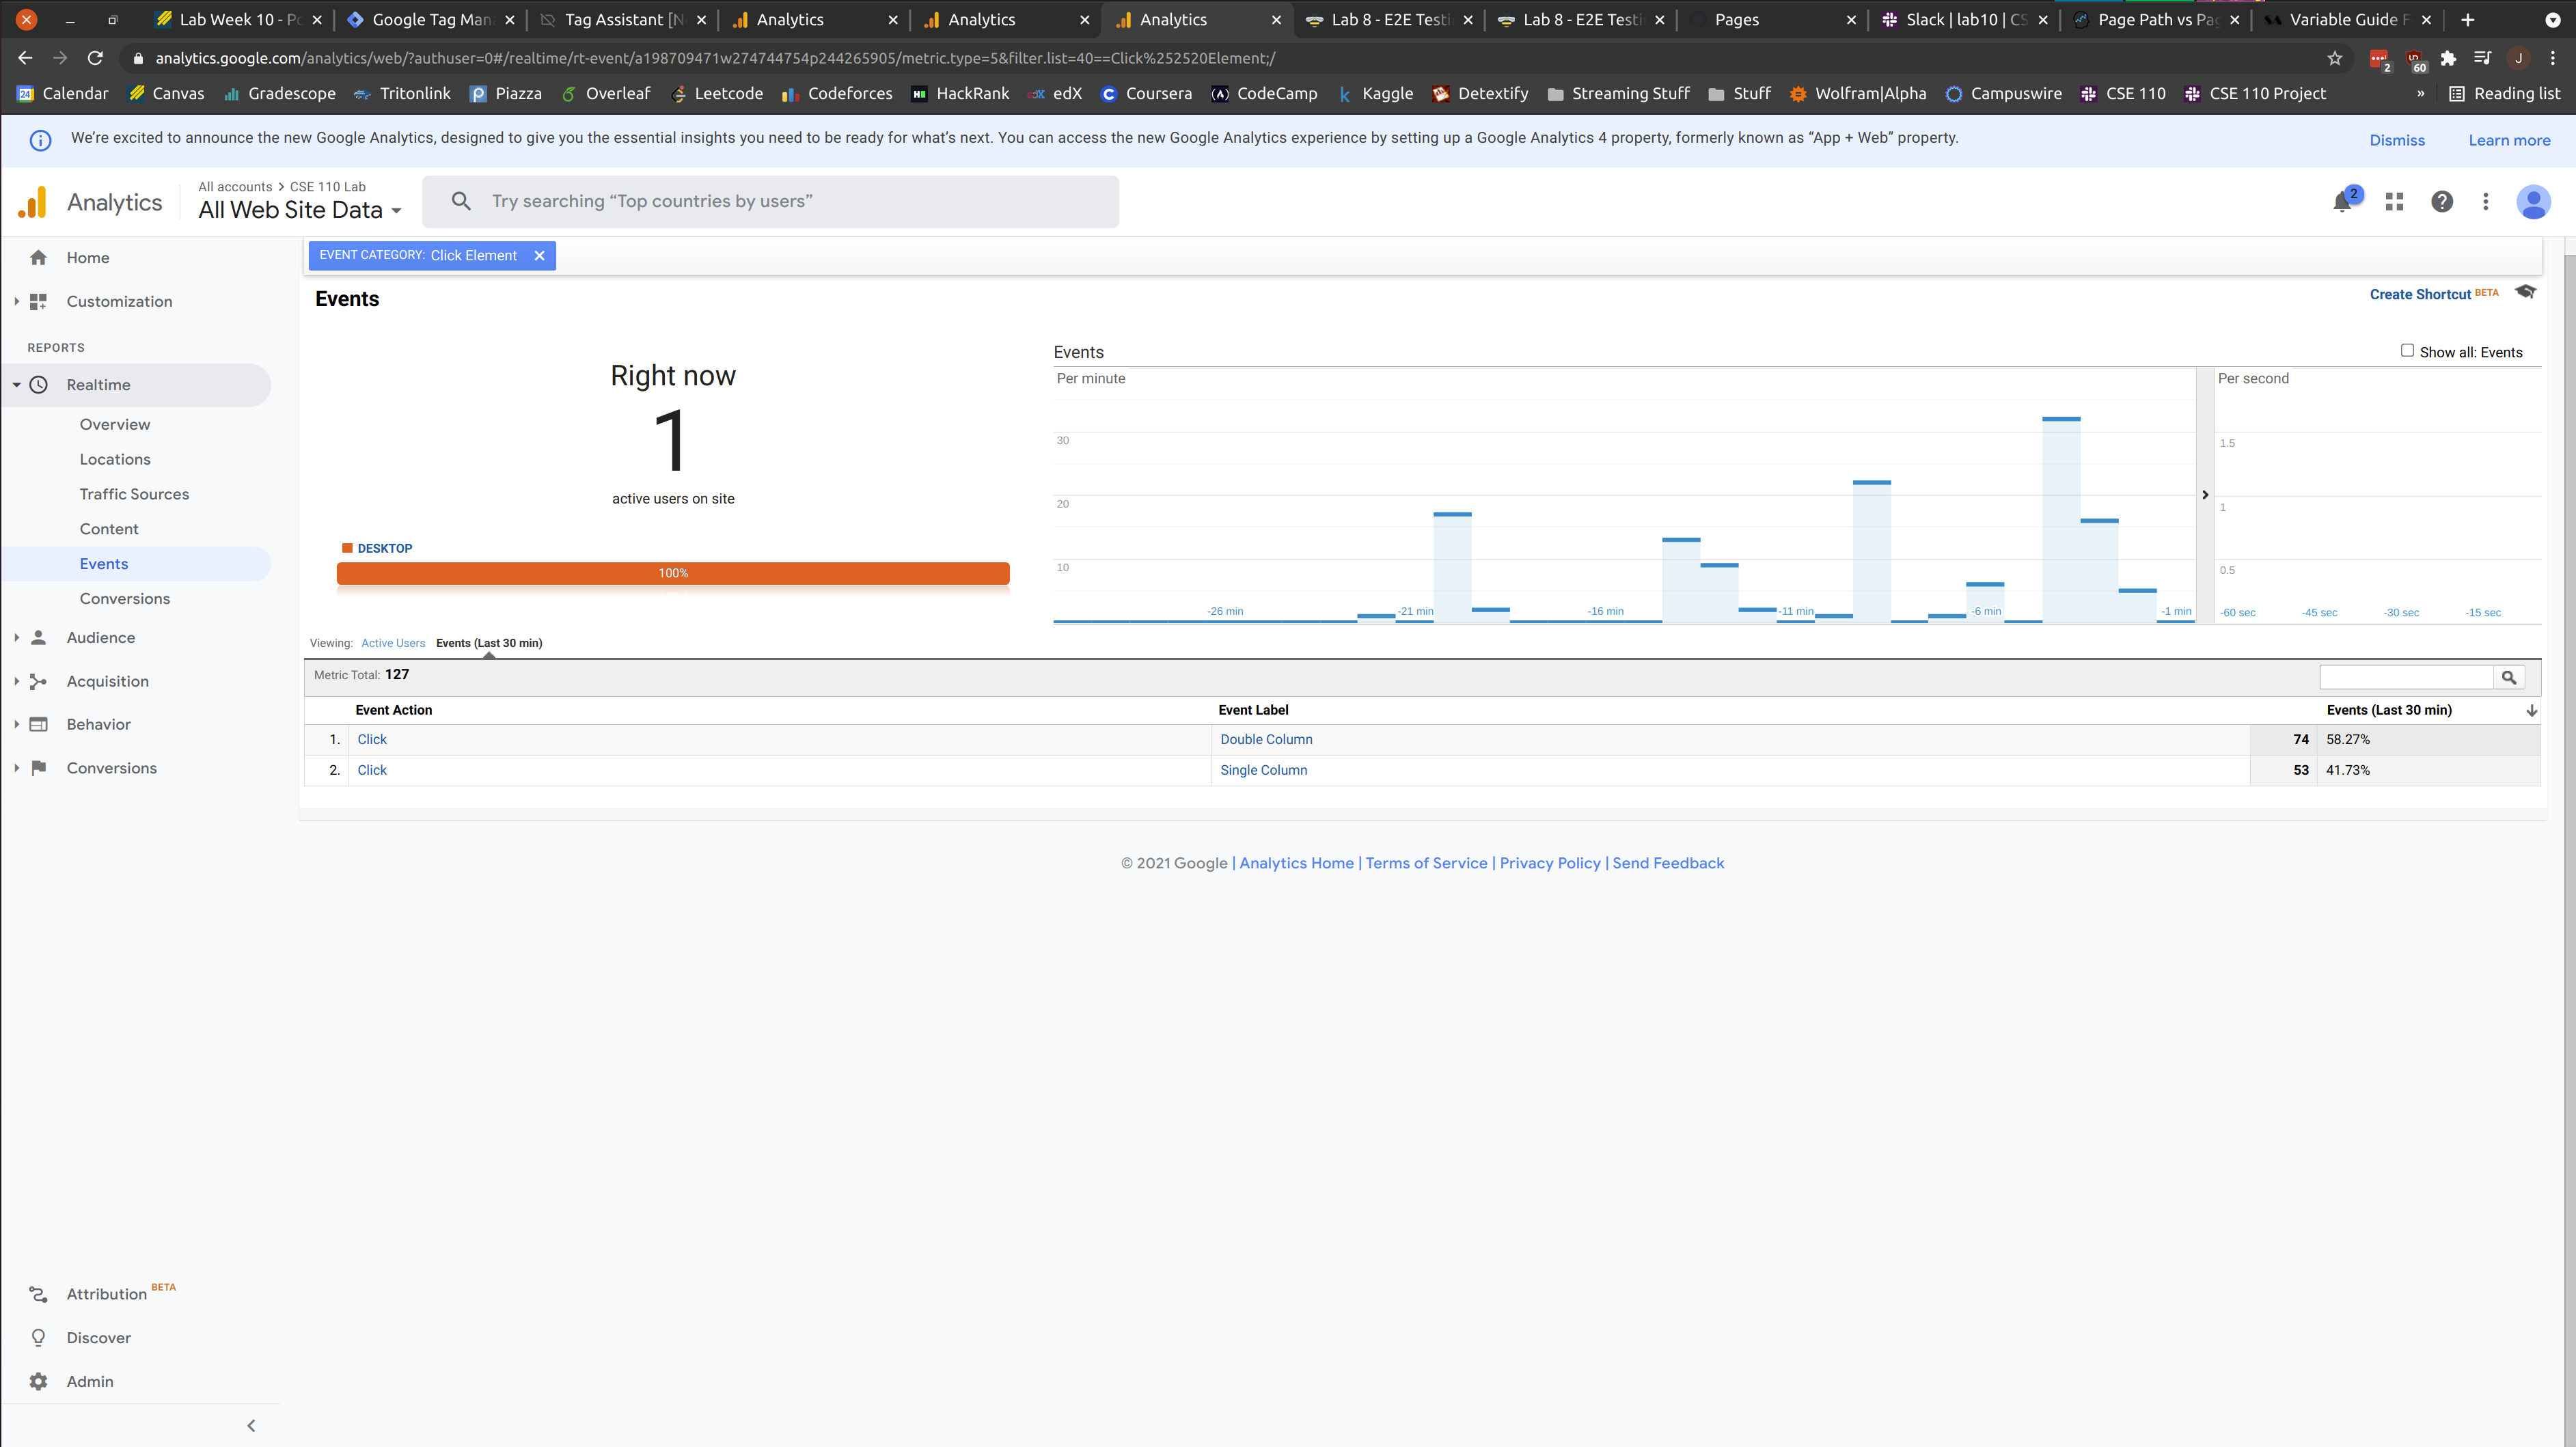 Lab Week 10 - Po
Google Tag Man
Tag Assistant [N
Analytics
Analytics
Analytics
Lab 8 - E2E Testi
Lab 8 - E2E Testi
Pages
Slack | lab10 | CS
Page Path vs Pag
Variable Guide F
analytics.google.com/analytics/web/?authuser=0#/realtime/rt-event/a198709471w274744754p244265905/metric.type=5&filter.list=40==Click%252520Element;/
2
60
J
Calendar Canvas Gradescope Tritonlink Piazza Overleaf Leetcode Codeforces HackRank edX Coursera CodeCamp Kaggle Detextify Streaming Stuff Stuff Wolfram|Alpha Campuswire CSE 110 CSE 110 Project » Reading list
We're excited to announce the new Google Analytics, designed to give you the essential insights you need to be ready for what's next. You can access the new Google Analytics experience by setting up a Google Analytics 4 property, formerly known as “App + Web” property.
Dismiss Learn more
Analytics
All accounts > CSE 110 Lab
All Web Site Data
Try searching “Top countries by users”
2
Home
Customization
REPORTS
Realtime
Overview
Locations
Traffic Sources
Content
Events
Conversions
Audience
Acquisition
Behavior
Conversions
Attribution BETA
Discover
Admin
EVENT CATEGORY: Click Element
Events
Create Shortcut BETA
Right now
1
active users on site
DESKTOP
100%
Events
Show all: Events
Per minute
30
20
10
-26 min -21 min -16 min -11 min -6 min -1 min
Per second
1.5
1
0.5
-60 sec -45 sec -30 sec -15 sec
Viewing: Active Users Events (Last 30 min)
Metric Total: 127
Event Action Event Label Events (Last 30 min)
1. Click Double Column 74 58.27%
2. Click Single Column 53 41.73%
© 2021 Google | Analytics Home | Terms of Service | Privacy Policy | Send Feedback